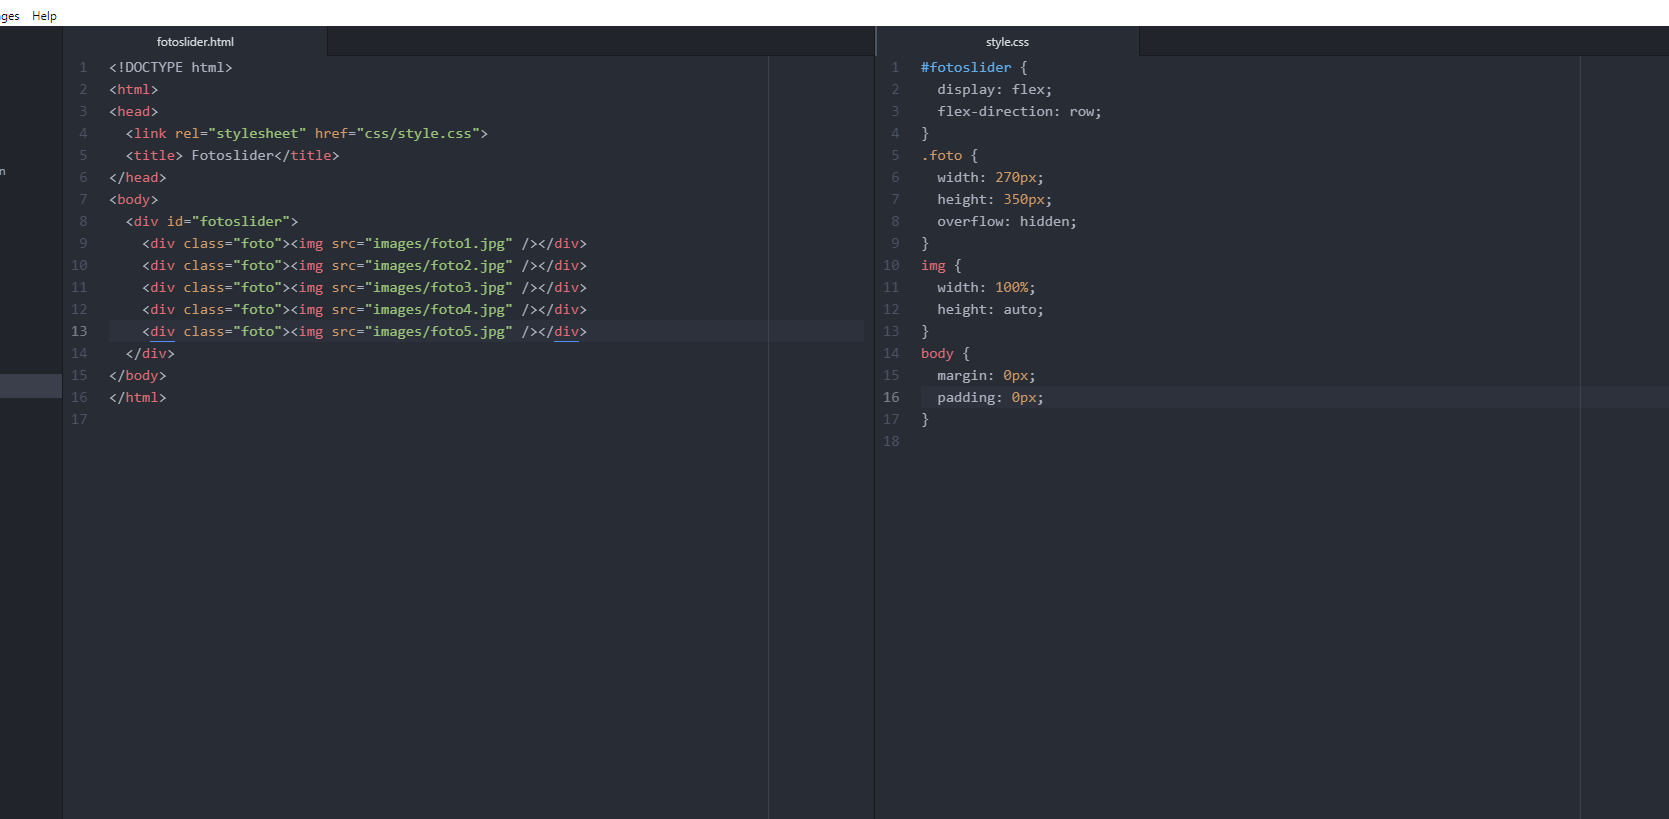 ges Help
n
fotoslider.html
1 <!DOCTYPE html>
2 <html>
3 <head>
4   <link rel="stylesheet" href="css/style.css">
5   <title> Fotoslider</title>
6 </head>
7 <body>
8   <div id="fotoslider">
9     <div class="foto"><img src="images/foto1.jpg" /></div>
10     <div class="foto"><img src="images/foto2.jpg" /></div>
11     <div class="foto"><img src="images/foto3.jpg" /></div>
12     <div class="foto"><img src="images/foto4.jpg" /></div>
13     <div class="foto"><img src="images/foto5.jpg" /></div>
14   </div>
15 </body>
16 </html>
17
style.css
1 #fotoslider {
2   display: flex;
3   flex-direction: row;
4 }
5 .foto {
6   width: 270px;
7   height: 350px;
8   overflow: hidden;
9 }
10 img {
11   width: 100%;
12   height: auto;
13 }
14 body {
15   margin: 0px;
16   padding: 0px;
17 }
18